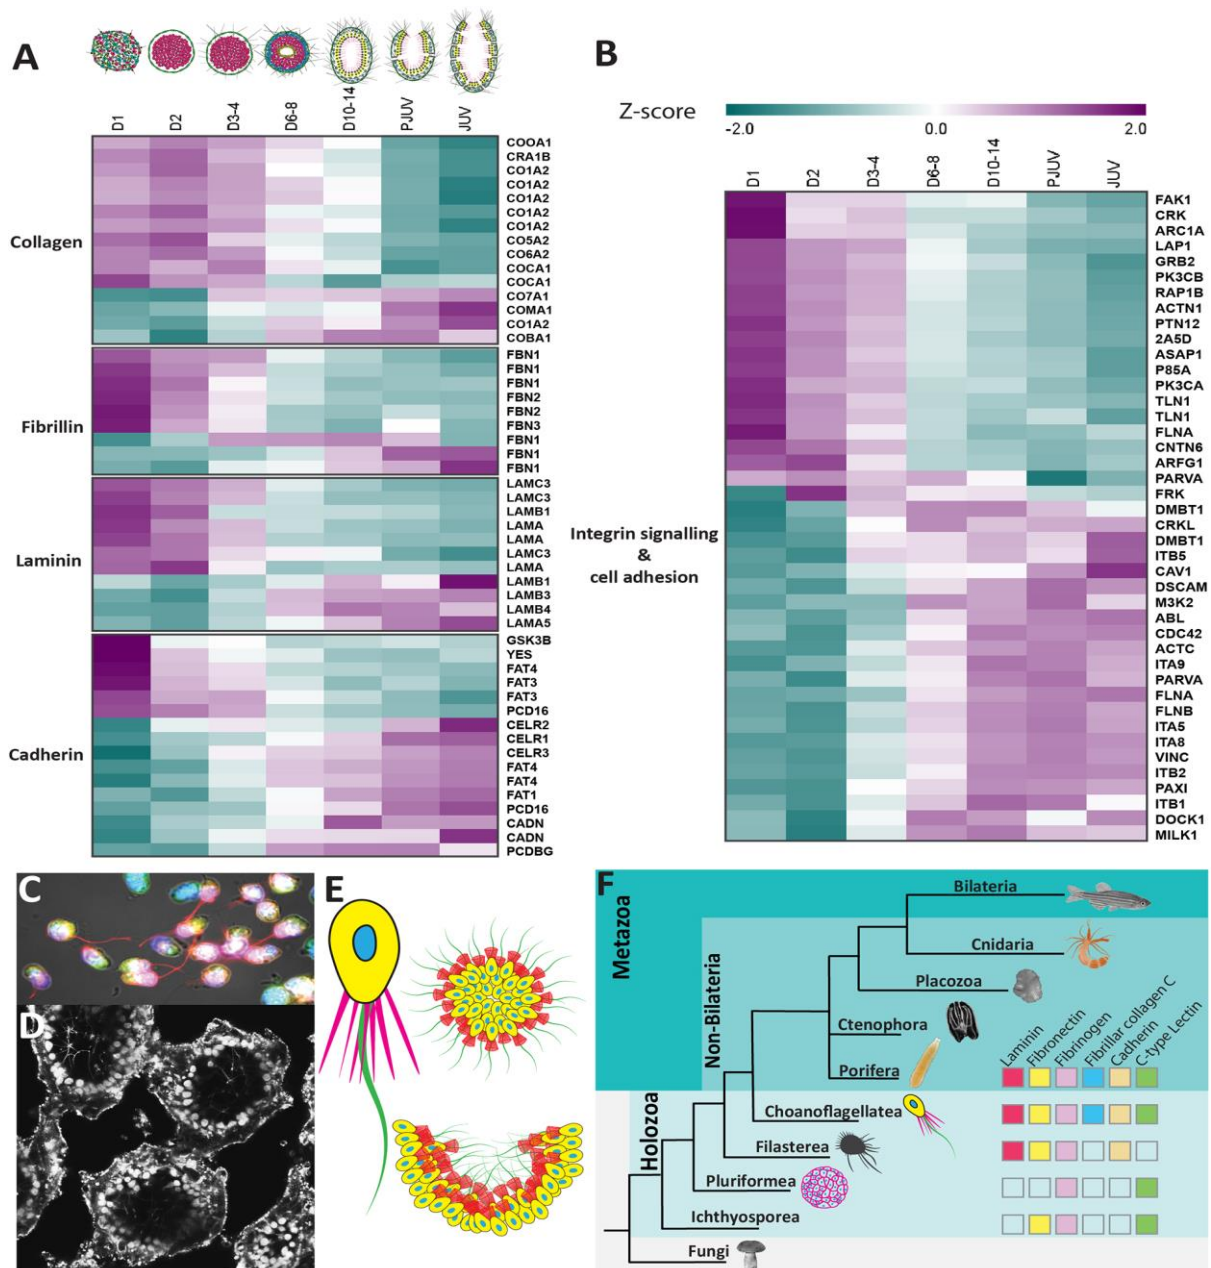 A
D1
D2
D3-4
D6-8
D10-14
PJUV
JUV
Collagen
COOA1
CRA1B
CO1A2
CO1A2
CO1A2
CO1A2
CO1A2
CO5A2
CO6A2
COCA1
COCA1
CO7A1
COMA1
CO1A2
COBA1
Fibrillin
FBN1
FBN1
FBN1
FBN2
FBN2
FBN3
FBN1
FBN1
FBN1
Laminin
LAMC3
LAMC3
LAMB1
LAMA
LAMA
LAMC3
LAMA
LAMB1
LAMB3
LAMB4
LAMA5
Cadherin
GSK3B
YES
FAT4
FAT3
FAT3
PCD16
CELR2
CELR1
CELR3
FAT4
FAT4
FAT1
PCD16
CADN
CADN
PCDBG
B
Z-score
-2.0
0.0
2.0
D1
D2
D3-4
D6-8
D10-14
PJUV
JUV
Integrin signalling
&
cell adhesion
FAK1
CRK
ARC1A
LAP1
GRB2
PK3CB
RAP1B
ACTN1
PTN12
2A5D
ASAP1
P85A
PK3CA
TLN1
TLN1
FLNA
CNTN6
ARFG1
PARVA
FRK
DMBT1
CRKL
DMBT1
ITB5
CAV1
DSCAM
M3K2
ABL
CDC42
ACTC
ITA9
PARVA
FLNA
FLNB
ITA5
ITA8
VINC
ITB2
PAXI
ITB1
DOCK1
MILK1
C
D
E
F
Metazoa
Non-Bilateria
Holozoa
Bilateria
Cnidaria
Placozoa
Ctenophora
Porifera
Choanoflagellatea
Filasterea
Pluriformea
Ichthyosporea
Fungi
Laminin
Fibronectin
Fibrinogen
Fibrillar collagen C
Cadherin
C-type Lectin